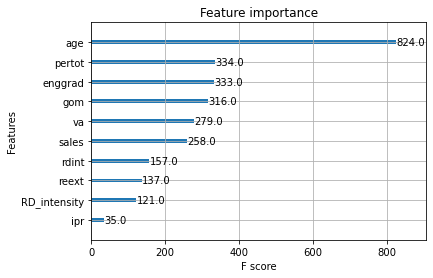 Feature importance
Features
age 824.0
pertot 334.0
enggrad 333.0
gom 316.0
va 279.0
sales 258.0
rdint 157.0
reext 137.0
RD_intensity 121.0
ipr 35.0
0 200 400 600 800
F score